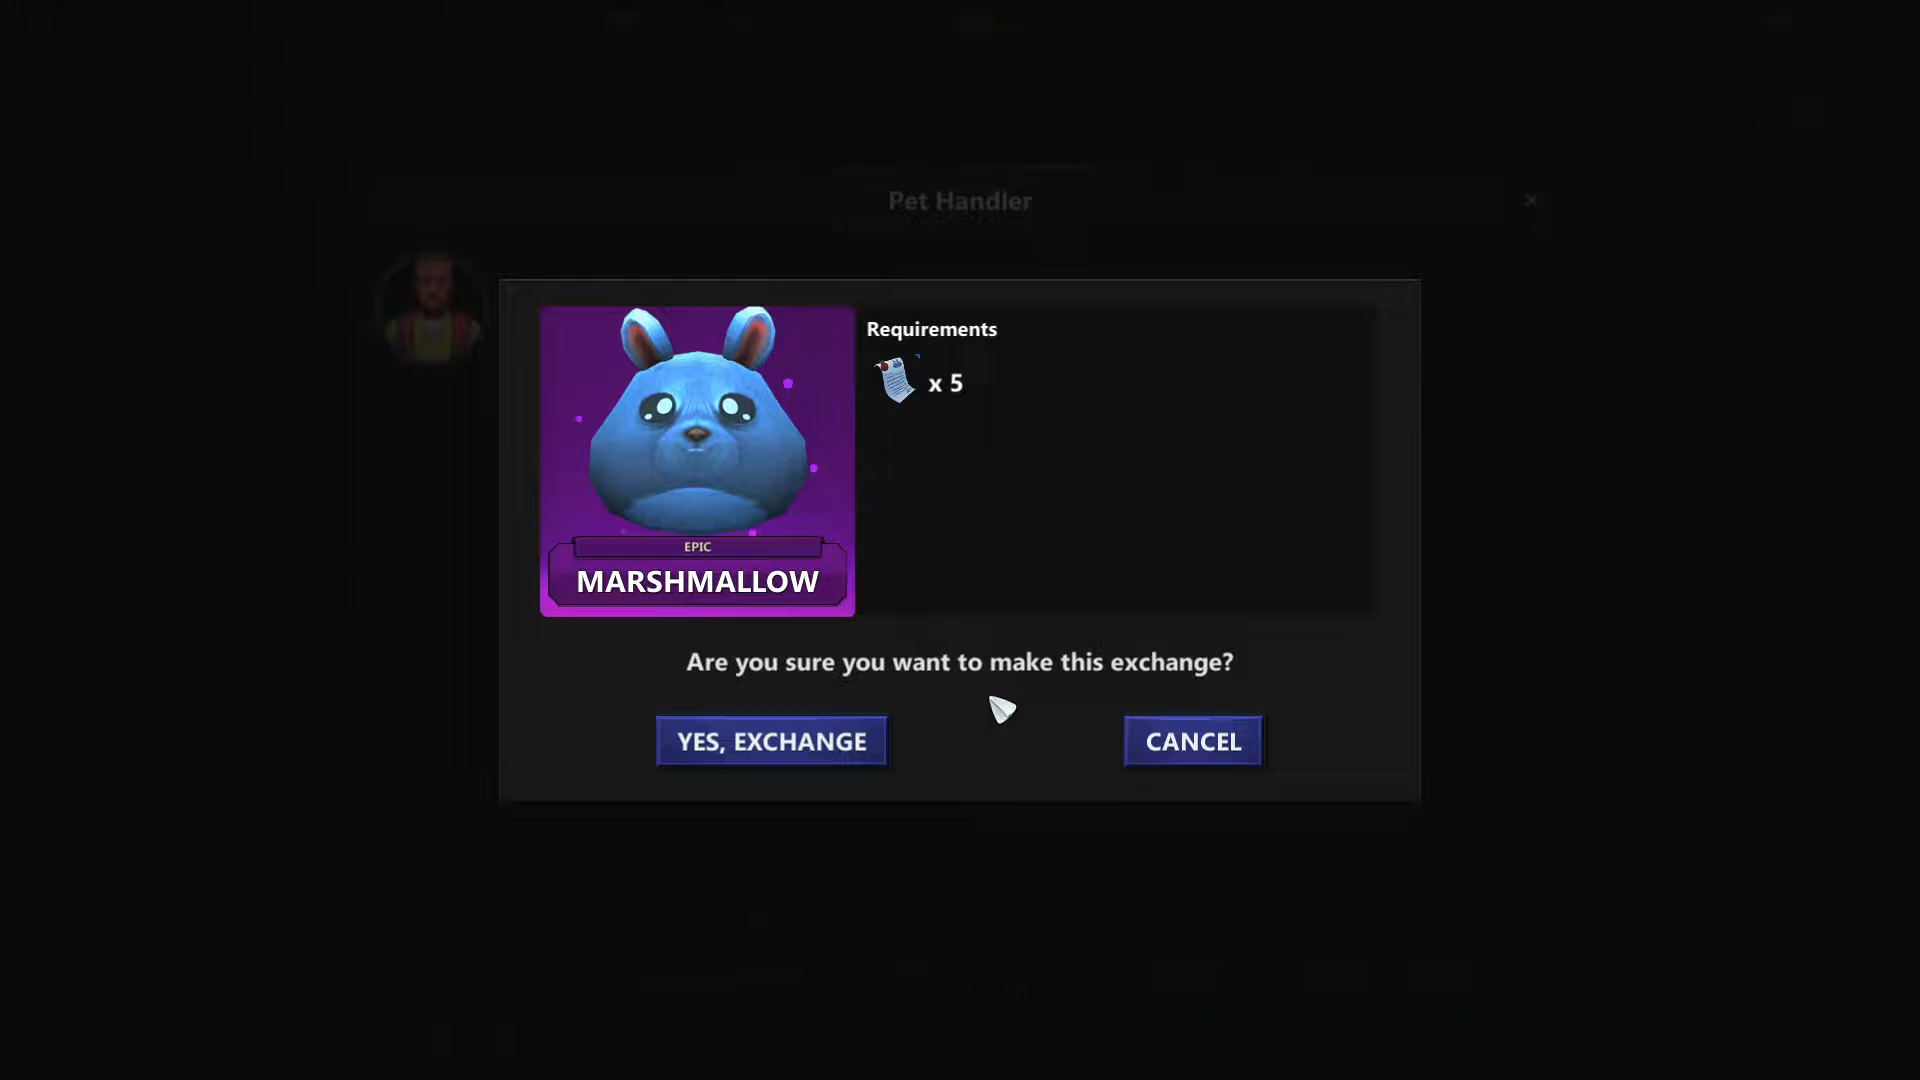 Pet Handler
×
Requirements
x 5
EPIC
MARSHMALLOW
Are you sure you want to make this exchange?
YES, EXCHANGE
CANCEL